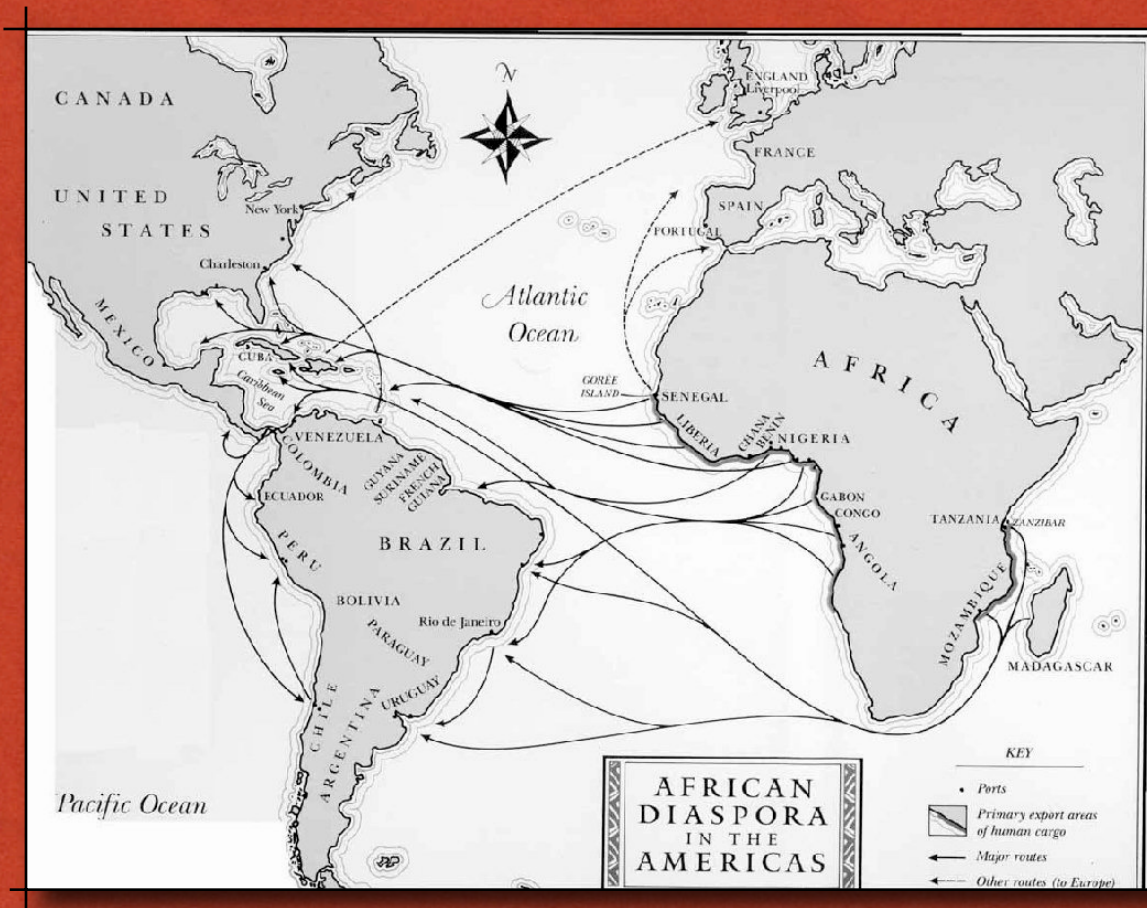 N
CANADA
UNITED
STATES
New York
Charleston
MEXICO
CUBA
Caribbean
Sea
Atlantic
Ocean
ENGLAND
Liverpool
FRANCE
SPAIN
PORTUGAL
AFRICA
GORÉE
ISLAND
SENEGAL
LIBERIA
GHANA
BENIN
NIGERIA
GABON
CONGO
ANGOLA
TANZANIA
ZANZIBAR
MOZAMBIQUE
MADAGASCAR
VENEZUELA
COLOMBIA
GUYANA
SURINAME
FRENCH
GUIANA
ECUADOR
PERU
BRAZIL
BOLIVIA
Rio de Janeiro
PARAGUAY
URUGUAY
CHILE
ARGENTINA
Pacific Ocean
AFRICAN
DIASPORA
IN THE
AMERICAS
KEY
Ports
Primary export areas
of human cargo
Major routes
Other routes (to Europe)